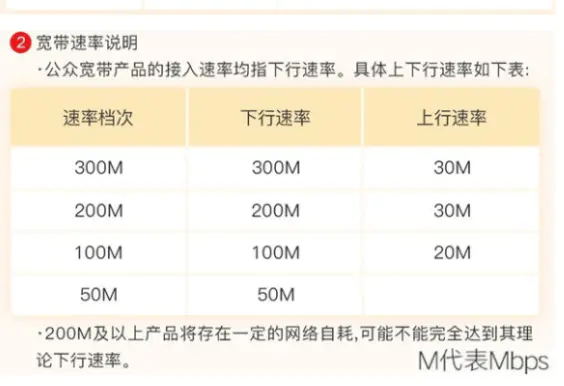 2 宽带速率说明
·公众宽带产品的接入速率均指下行速率。具体上下行速率如下表:
速率档次 下行速率 上行速率
300M 300M 30M
200M 200M 30M
100M 100M 20M
50M 50M
·200M及以上产品将存在一定的网络自耗,可能不能完全达到其理
论下行速率。
M代表Mbps